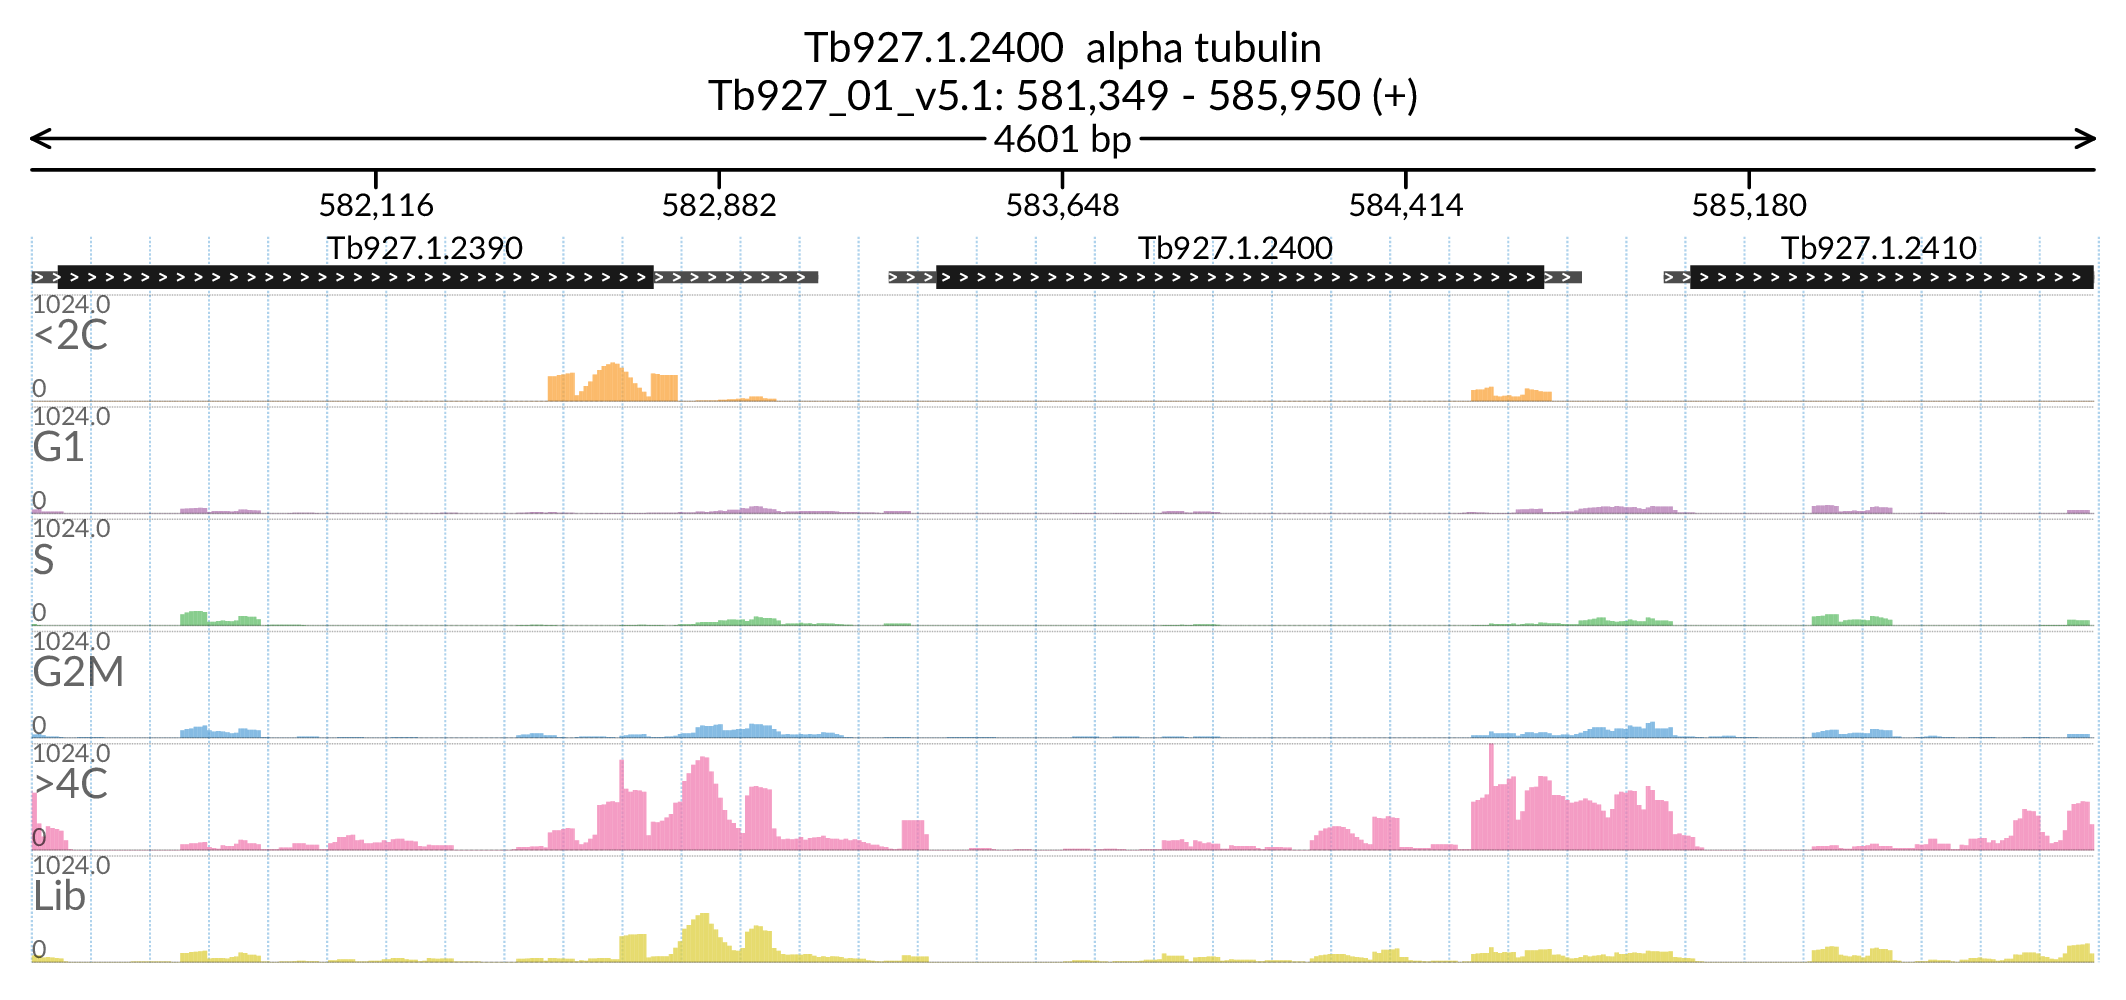 Tb927.1.2400  alpha tubulin
Tb927_01_v5.1: 581,349 - 585,950 (+)
4601 bp
582,116 582,882 583,648 584,414 585,180
Tb927.1.2390 Tb927.1.2400 Tb927.1.2410
1024.0
<2C
0
1024.0
G1
0
1024.0
S
0
1024.0
G2M
0
1024.0
>4C
0
1024.0
Lib
0